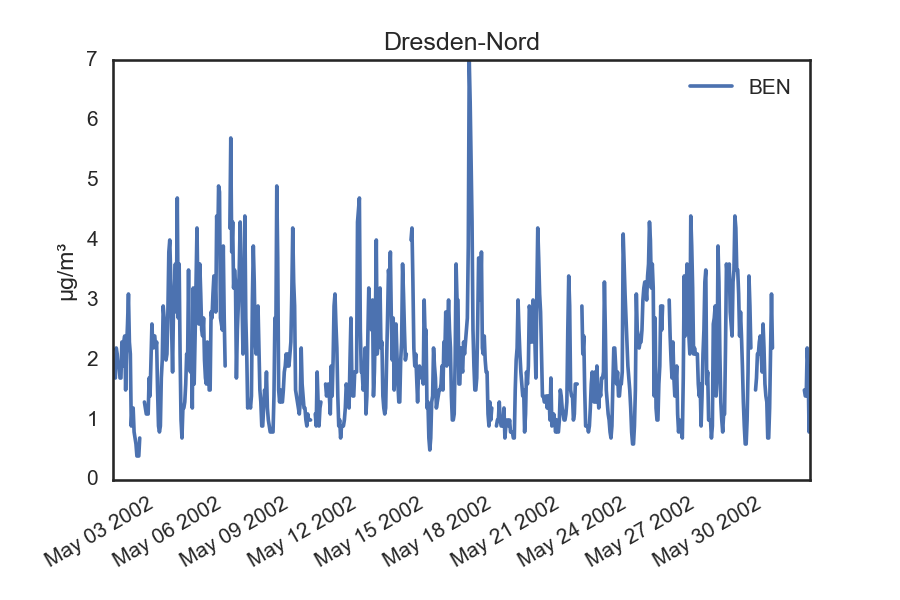 Dresden-Nord
BEN
µg/m³
7
6
5
4
3
2
1
0
May 03 2002
May 06 2002
May 09 2002
May 12 2002
May 15 2002
May 18 2002
May 21 2002
May 24 2002
May 27 2002
May 30 2002